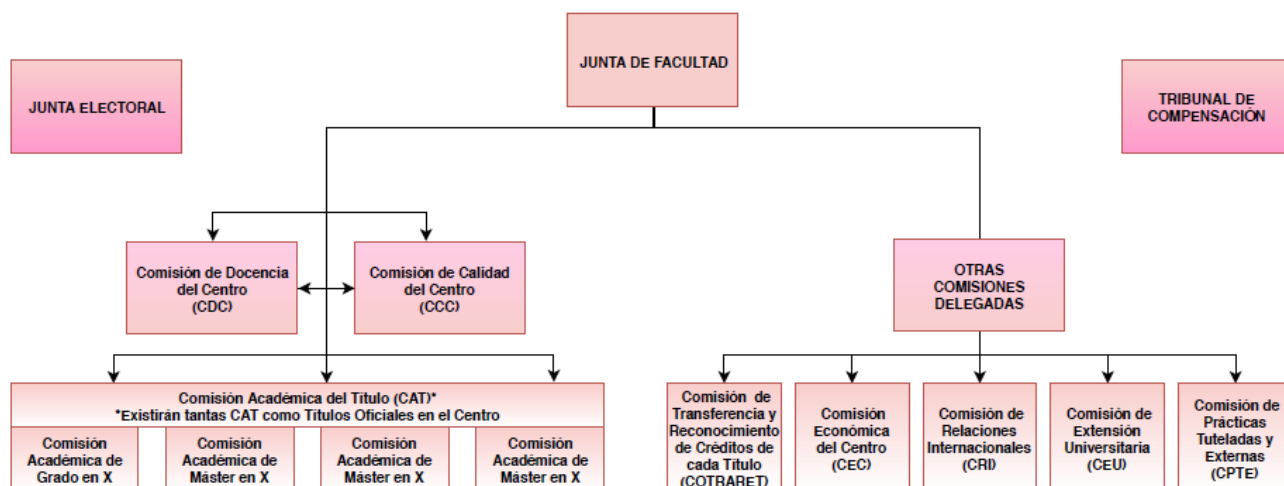 JUNTA DE FACULTAD
JUNTA ELECTORAL
TRIBUNAL DE
COMPENSACIÓN
Comisión de Docencia
del Centro
(CDC)
Comisión de Calidad
del Centro
(CCC)
OTRAS
COMISIONES
DELEGADAS
Comisión Académica del Título (CAT)*
*Existirán tantas CAT como Títulos Oficiales en el Centro
Comisión
Académica de
Grado en X
Comisión
Académica de
Máster en X
Comisión
Académica de
Máster en X
Comisión
Académica de
Máster en X
Comisión de
Transferencia y
Reconocimiento
de Créditos de
cada Título
(COTRARET)
Comisión
Económica
del Centro
(CEC)
Comisión de
Relaciones
Internacionales
(CRI)
Comisión de
Extensión
Universitaria
(CEU)
Comisión de
Prácticas
Tuteladas y
Externas
(CPTE)